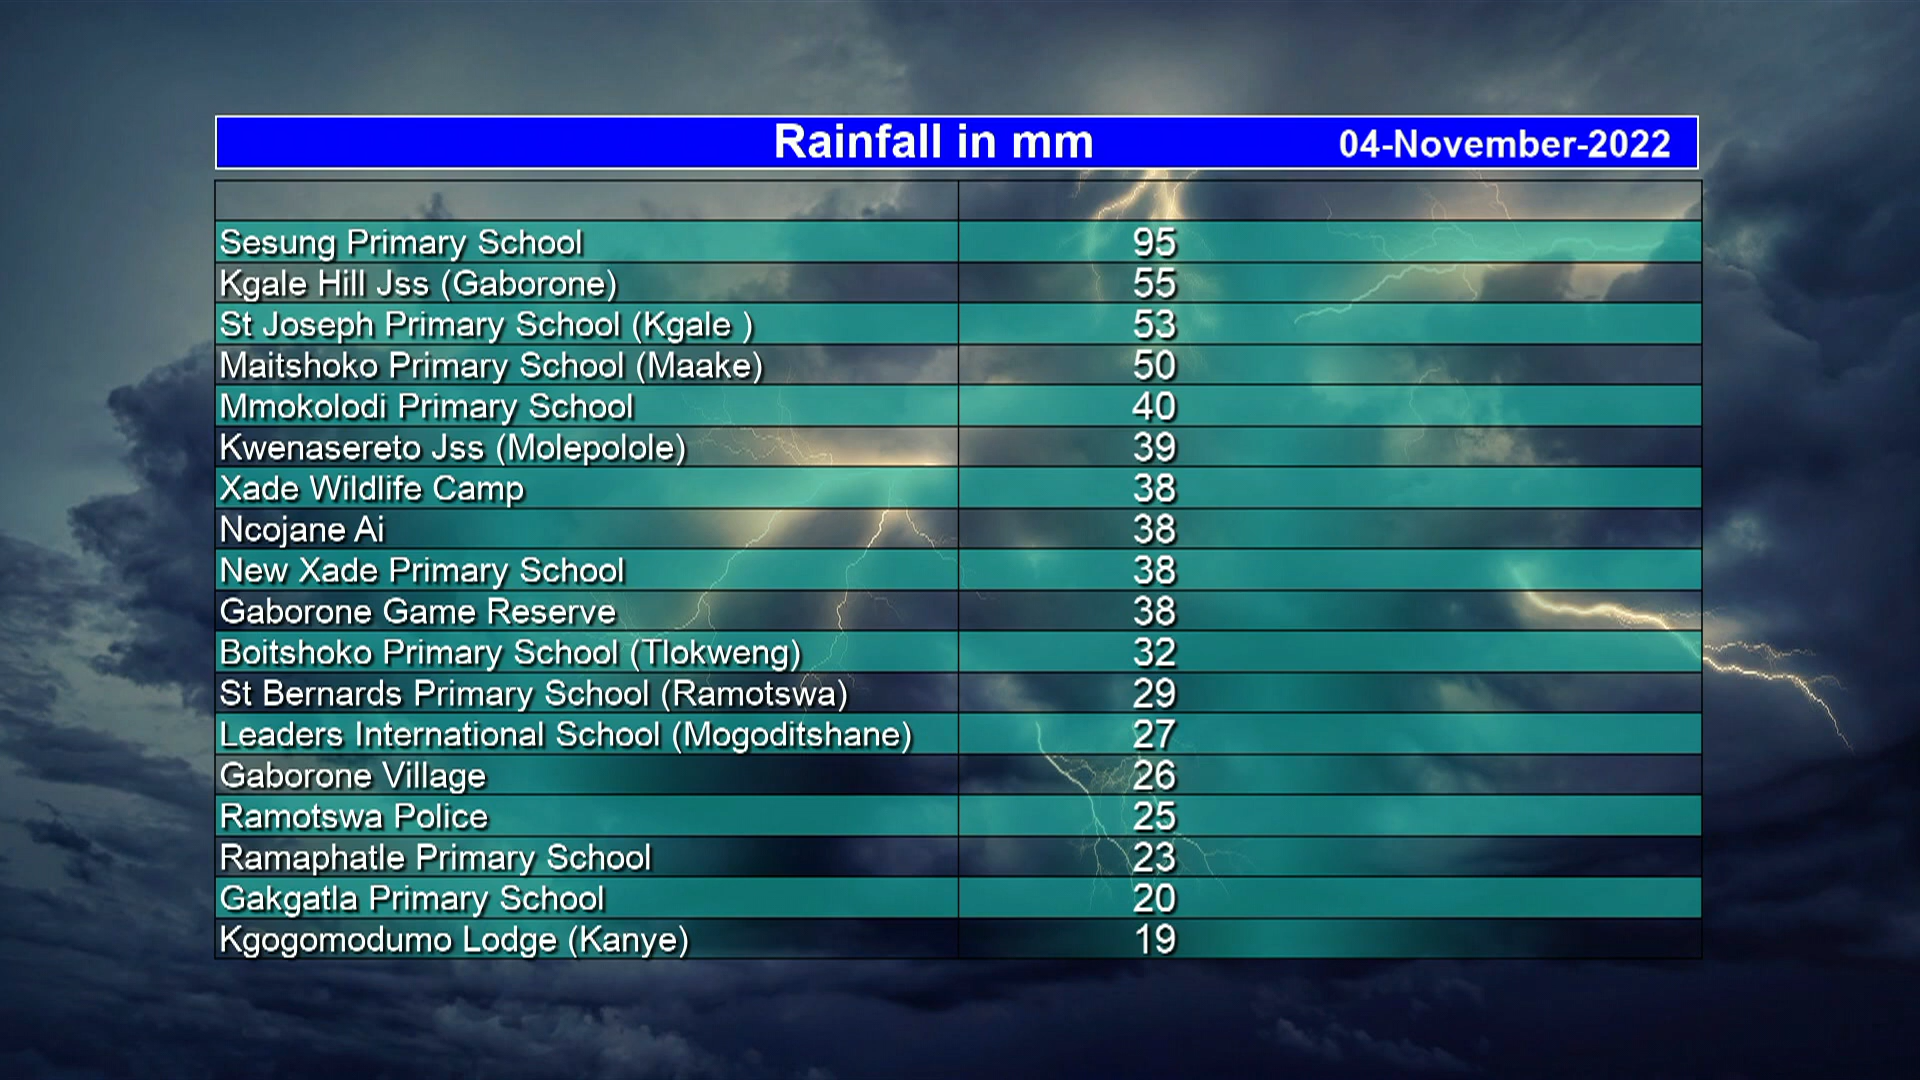 Rainfall in mm 04-November-2022
Sesung Primary School 95
Kgale Hill Jss (Gaborone) 55
St Joseph Primary School (Kgale ) 53
Maitshoko Primary School (Maake) 50
Mmokolodi Primary School 40
Kwenasereto Jss (Molepolole) 39
Xade Wildlife Camp 38
Ncojane Ai 38
New Xade Primary School 38
Gaborone Game Reserve 38
Boitshoko Primary School (Tlokweng) 32
St Bernards Primary School (Ramotswa) 29
Leaders International School (Mogoditshane) 27
Gaborone Village 26
Ramotswa Police 25
Ramaphatle Primary School 23
Gakgatla Primary School 20
Kgogomodumo Lodge (Kanye) 19